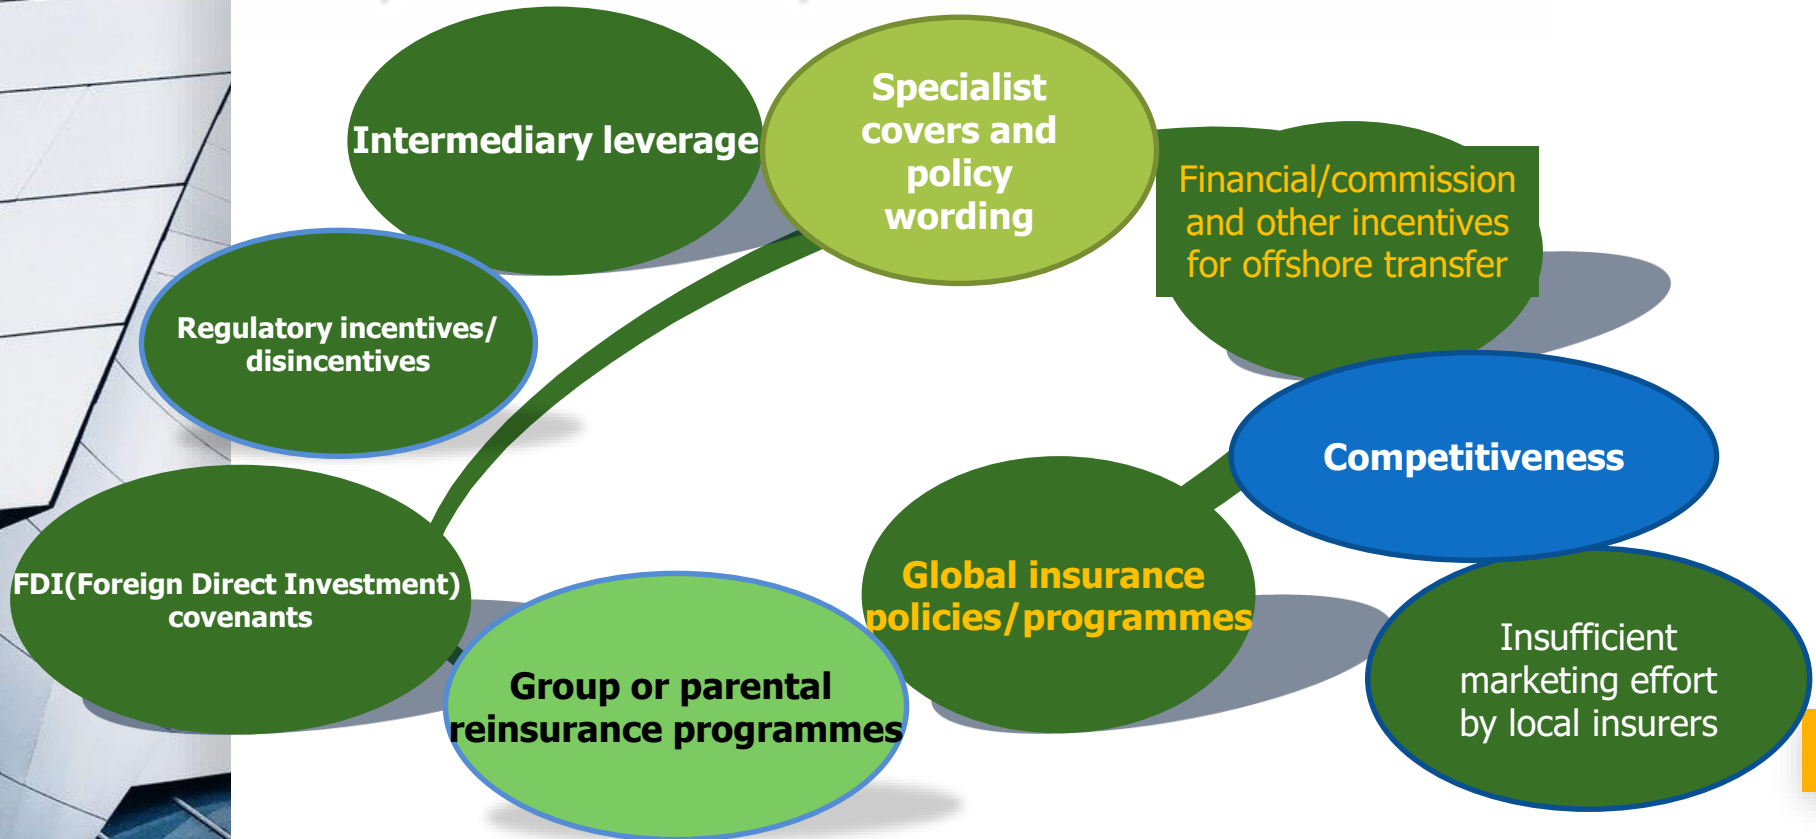 Intermediary leverage
Specialist
covers and
policy
wording
Financial/commission
and other incentives
for offshore transfer
Regulatory incentives/
disincentives
Competitiveness
FDI(Foreign Direct Investment)
covenants
Global insurance
policies/programmes
Group or parental
reinsurance programmes
Insufficient
marketing effort
by local insurers